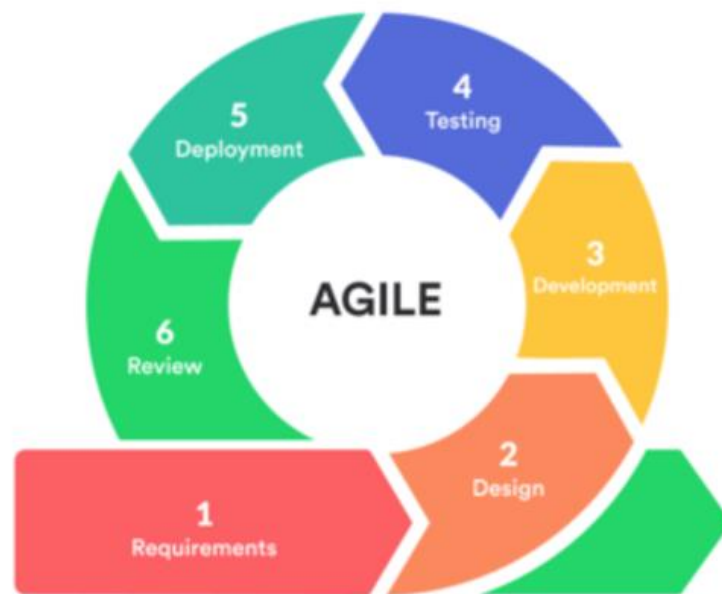 AGILE
1
Requirements
2
Design
3
Development
4
Testing
5
Deployment
6
Review